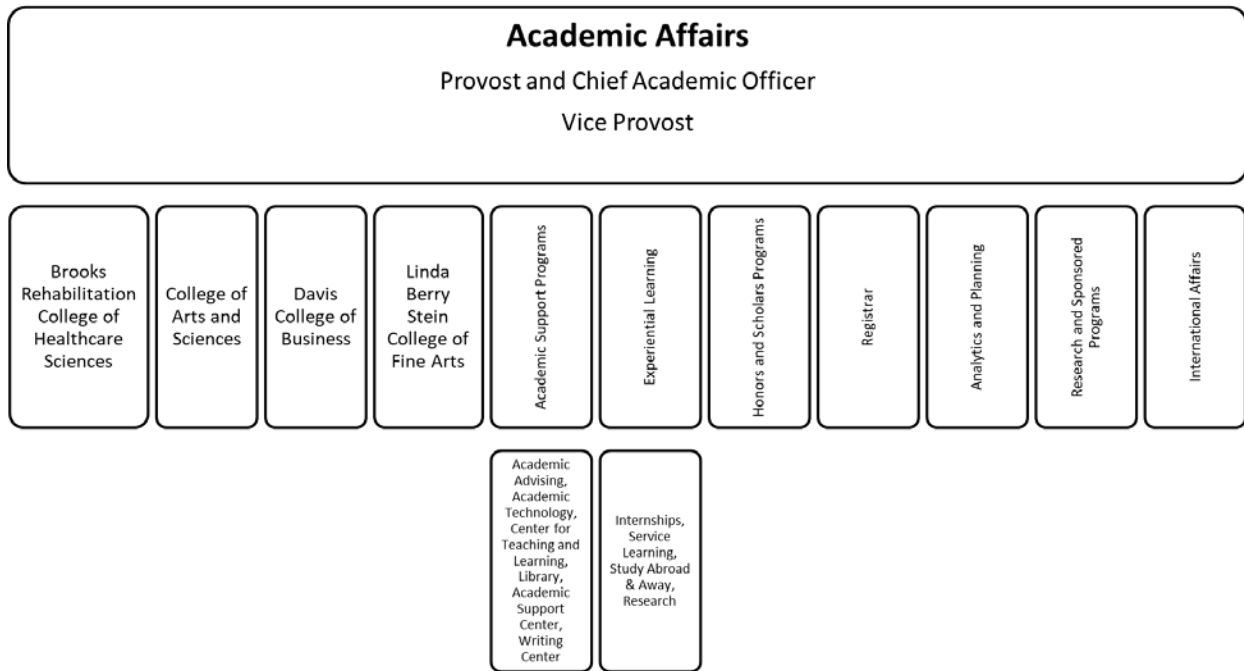 Academic Affairs
Provost and Chief Academic Officer
Vice Provost
Brooks
Rehabilitation
College of
Healthcare
Sciences
College of
Arts and
Sciences
Davis
College of
Business
Linda
Berry
Stein
College of
Fine Arts
Academic Support Programs
Experiential Learning
Honors and Scholars Programs
Registrar
Analytics and Planning
Research and Sponsored
Programs
International Affairs
Academic
Advising,
Academic
Technology,
Center for
Teaching and
Learning,
Library,
Academic
Support
Center,
Writing
Center
Internships,
Service
Learning,
Study Abroad
& Away,
Research